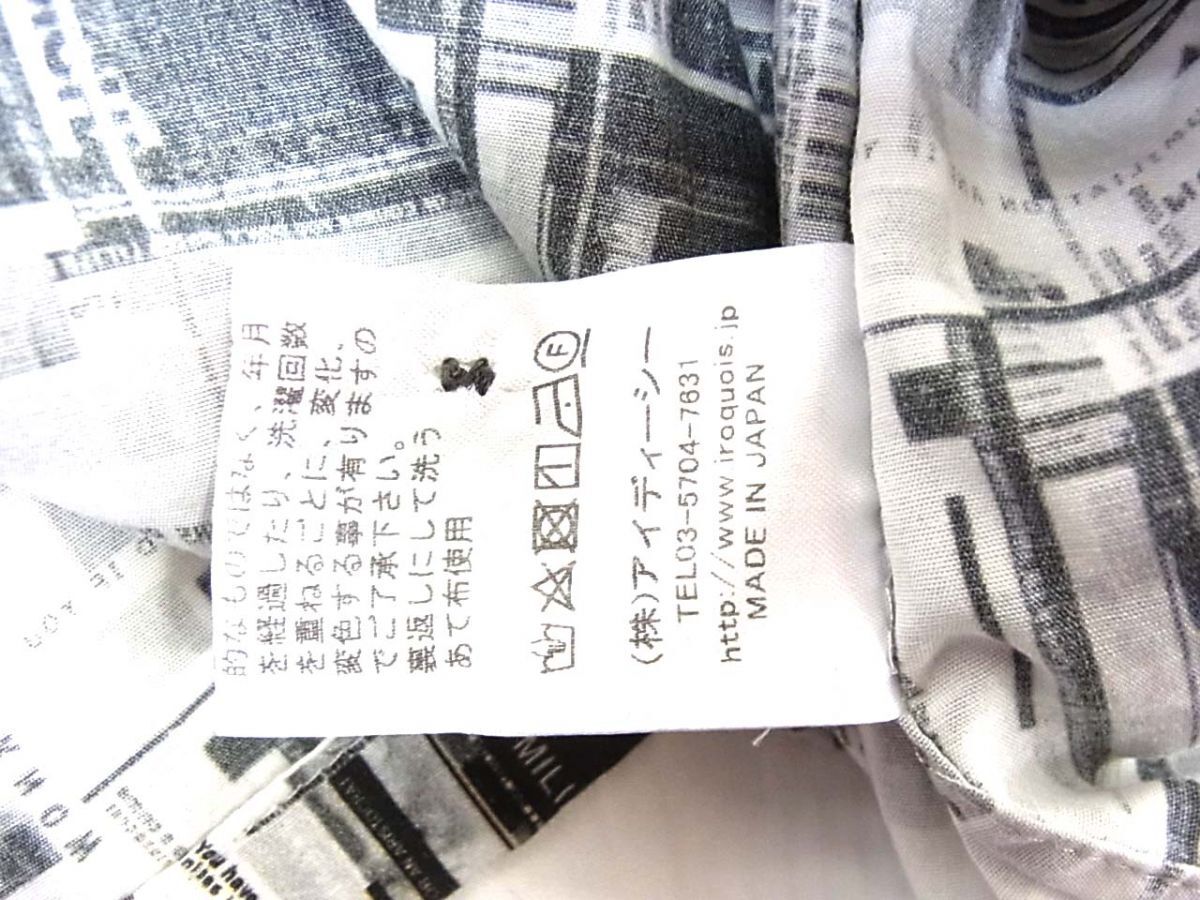 的なものではなく、年月
を経過したり、洗濯回数
を重ねるごとに、変化、
変色する事が有りますの
でご了承下さい。
裏返しにして洗う
あて布使用
F
(株)アイディーシー
TEL03-5704-7631
http://www.iroquois.jp
MADE IN JAPAN
MILI
You have